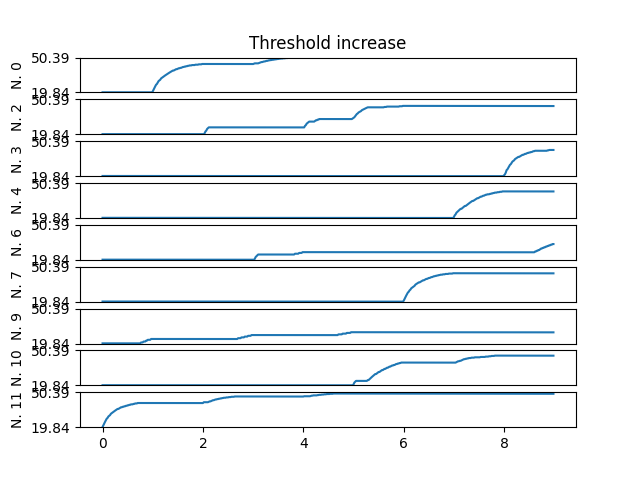 Threshold increase
50.39
N. 0
19.84
50.39
N. 2
19.84
50.39
N. 3
19.84
50.39
N. 4
19.84
50.39
N. 6
19.84
50.39
N. 7
19.84
50.39
N. 9
19.84
50.39
N. 10
19.84
50.39
N. 11
19.84
0 2 4 6 8